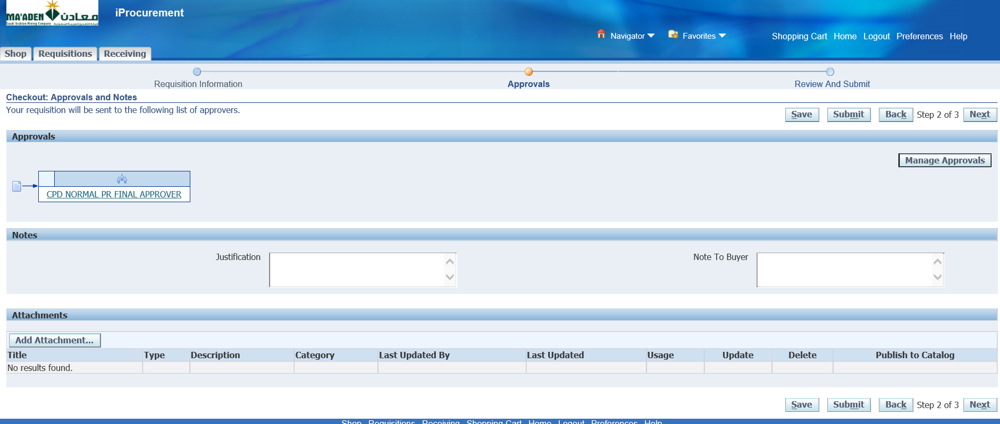 MA'ADEN معادن
Saudi Arabian Mining Company
iProcurement
Navigator Favorites Shopping Cart Home Logout Preferences Help
Shop Requisitions Receiving
Requisition Information Approvals Review And Submit
Checkout: Approvals and Notes
Your requisition will be sent to the following list of approvers.
Save Submit Back Step 2 of 3 Next
Approvals
Manage Approvals
CPD NORMAL PR FINAL APPROVER
Notes
Justification Note To Buyer
Attachments
Add Attachment...
Title Type Description Category Last Updated By Last Updated Usage Update Delete Publish to Catalog
No results found.
Save Submit Back Step 2 of 3 Next
Shop Requisitions Receiving Shopping Cart Home Logout Preferences Help